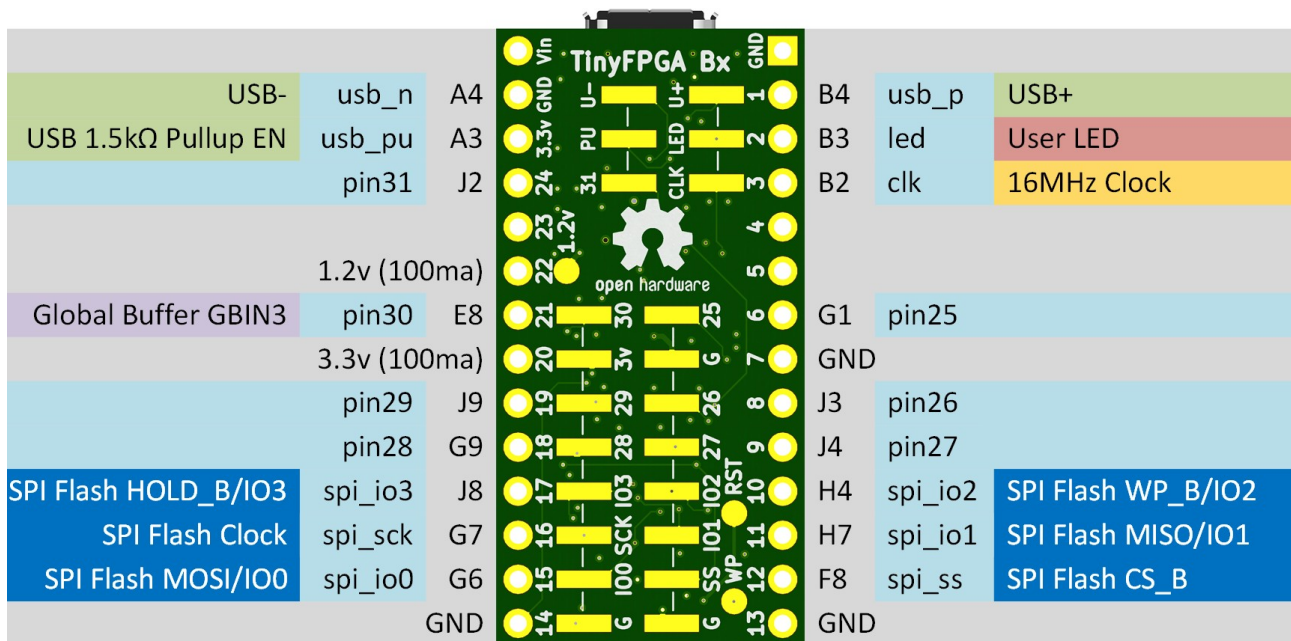 Vin TinyFPGA Bx GND
USB- usb_n A4 GND U- U+ 1 B4 usb_p USB+
USB 1.5kΩ Pullup EN usb_pu A3 3.3v PU LED 2 B3 led User LED
pin31 J2 24 31 CLK 3 B2 clk 16MHz Clock
23 1.2v 4
1.2v (100ma) 22 open hardware 5
Global Buffer GBIN3 pin30 E8 21 30 25 6 G1 pin25
3.3v (100ma) 20 3v G 7 GND
pin29 J9 19 29 26 8 J3 pin26
pin28 G9 18 28 27 9 J4 pin27
SPI Flash HOLD_B/IO3 spi_io3 J8 17 IO3 IO2 RST 10 H4 spi_io2 SPI Flash WP_B/IO2
SPI Flash Clock spi_sck G7 16 SCK IO1 11 H7 spi_io1 SPI Flash MISO/IO1
SPI Flash MOSI/IO0 spi_io0 G6 15 IO0 SS WP 12 F8 spi_ss SPI Flash CS_B
GND 14 G G 13 GND